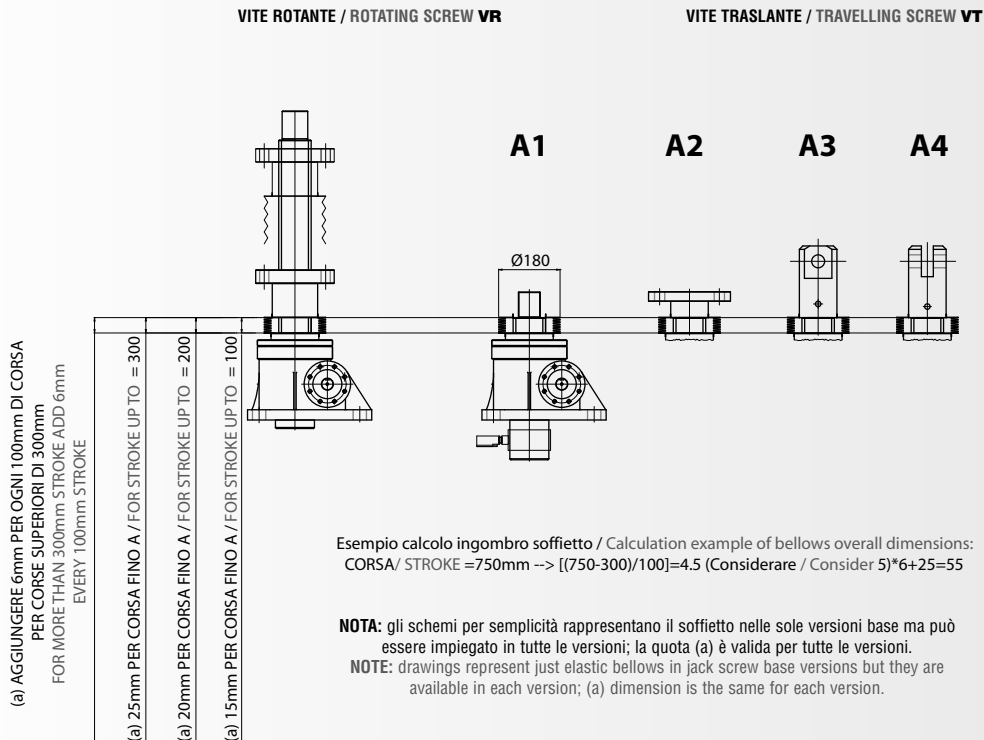 VITE ROTANTE / ROTATING SCREW VR
VITE TRASLANTE / TRAVELLING SCREW VT
A1
A2
A3
A4
Ø180
(a) AGGIUNGERE 6mm PER OGNI 100mm DI CORSA
PER CORSE SUPERIORI DI 300mm
FOR MORE THAN 300mm STROKE ADD 6mm
EVERY 100mm STROKE
(a) 25mm PER CORSA FINO A / FOR STROKE UP TO = 300
(a) 20mm PER CORSA FINO A / FOR STROKE UP TO = 200
(a) 15mm PER CORSA FINO A / FOR STROKE UP TO = 100
Esempio calcolo ingombro soffietto / Calculation example of bellows overall dimensions:
CORSA/ STROKE =750mm --> [(750-300)/100]=4.5 (Considerare / Consider 5)*6+25=55
NOTA: gli schemi per semplicità rappresentano il soffietto nelle sole versioni base ma può
essere impiegato in tutte le versioni; la quota (a) è valida per tutte le versioni.
NOTE: drawings represent just elastic bellows in jack screw base versions but they are
available in each version; (a) dimension is the same for each version.